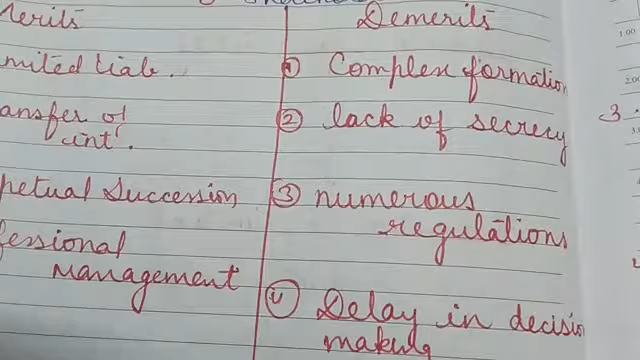 Merits Demerits
mited liab. ① Complex formation
ansfer of ② lack of secrecy
int'.
petual Succession ③ numerous
regulations
fessional
Management
④ Delay in decision
making